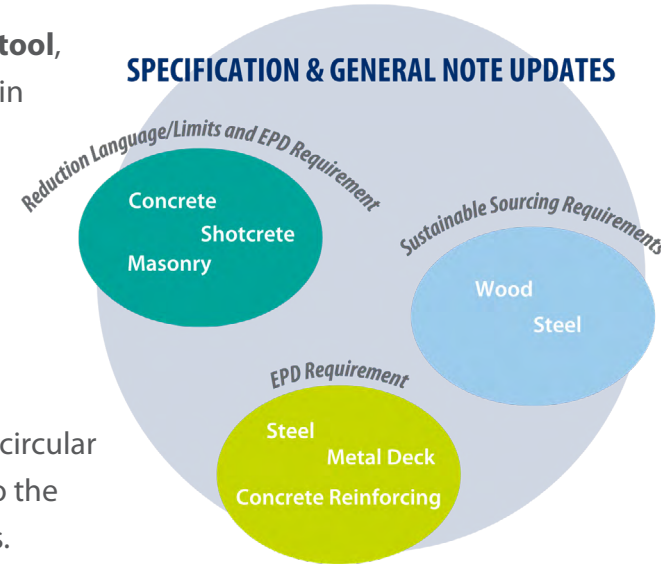 tool,
in
SPECIFICATION & GENERAL NOTE UPDATES
Reduction Language/Limits and EPD Requirement
Concrete
Shotcrete
Masonry
Sustainable Sourcing Requirements
Wood
Steel
EPD Requirement
Steel
Metal Deck
Concrete Reinforcing
circular
o the
s.